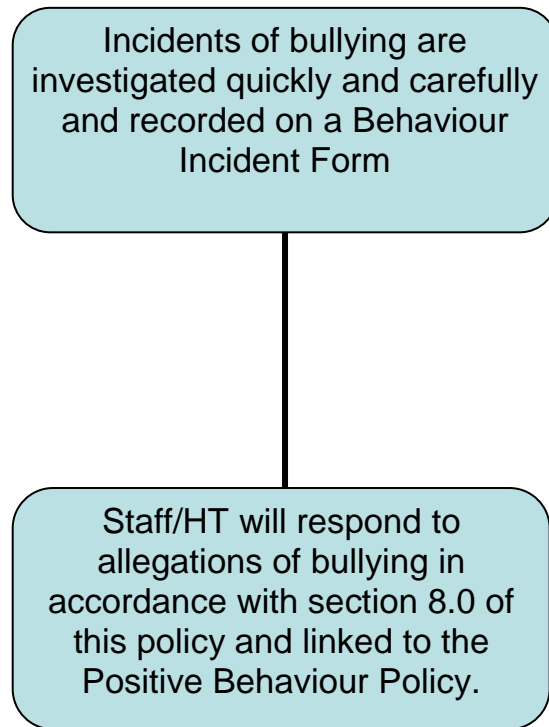 Incidents of bullying are
investigated quickly and carefully
and recorded on a Behaviour
Incident Form
Staff/HT will respond to
allegations of bullying in
accordance with section 8.0 of
this policy and linked to the
Positive Behaviour Policy.